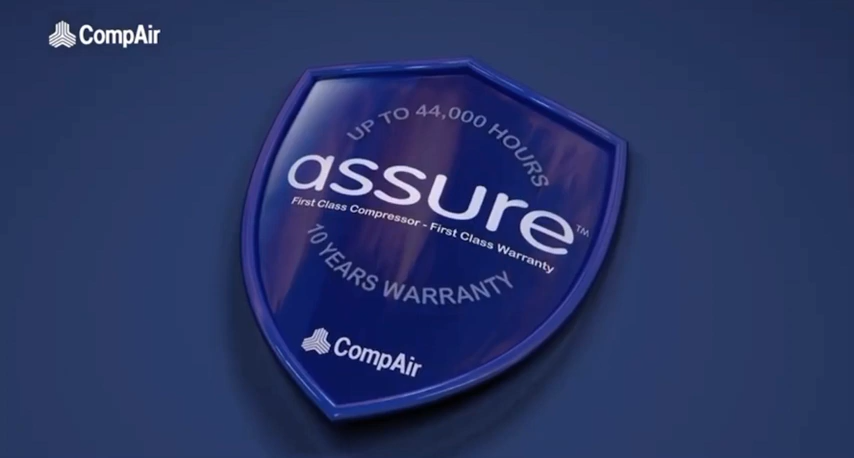 CompAir
UP TO 44,000 HOURS
assure™
First Class Compressor - First Class Warranty
10 YEARS WARRANTY
CompAir